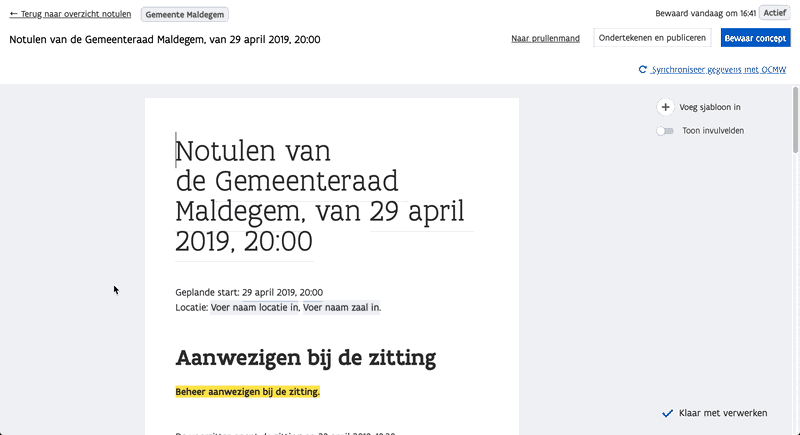 ← Terug naar overzicht notulen
Gemeente Maldegem
Bewaard vandaag om 16:41
Actief
Notulen van de Gemeenteraad Maldegem, van 29 april 2019, 20:00
Naar prullenmand
Ondertekenen en publiceren
Bewaar concept
Synchroniseer gegevens met OCMW
Voeg sjabloon in
Toon invulvelden
Notulen van
de Gemeenteraad
Maldegem, van 29 april
2019, 20:00
Geplande start: 29 april 2019, 20:00
Locatie: Voer naam locatie in, Voer naam zaal in.
Aanwezigen bij de zitting
Beheer aanwezigen bij de zitting.
Klaar met verwerken